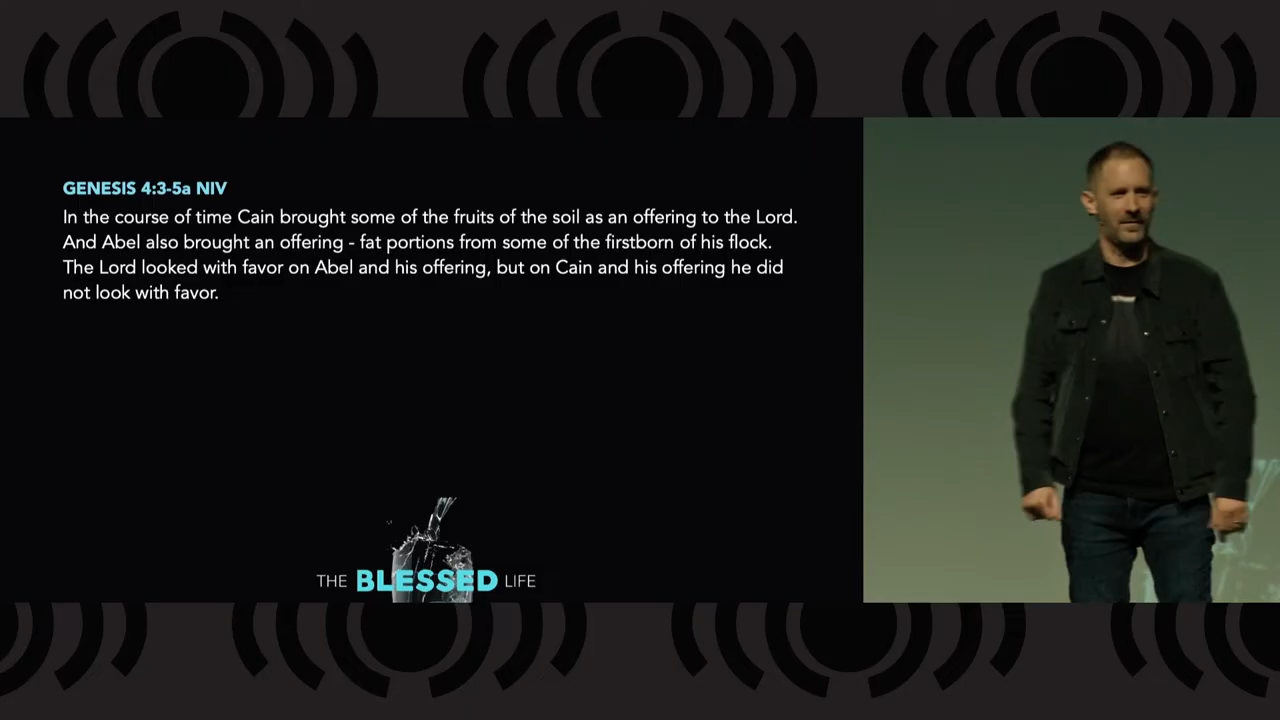 GENESIS 4:3-5a NIV
In the course of time Cain brought some of the fruits of the soil as an offering to the Lord.
And Abel also brought an offering - fat portions from some of the firstborn of his flock.
The Lord looked with favor on Abel and his offering, but on Cain and his offering he did
not look with favor.
THE BLESSED LIFE